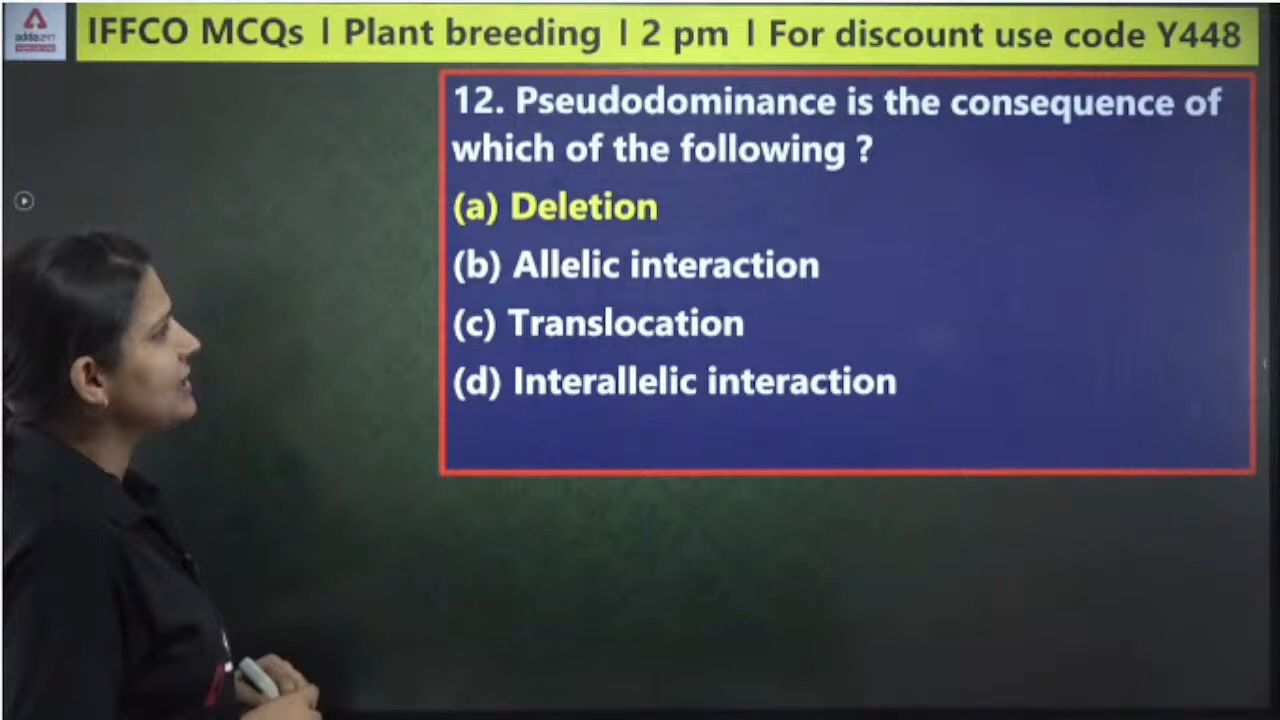 adda247
IFFCO MCQs I Plant breeding I 2 pm I For discount use code Y448
12. Pseudodominance is the consequence of
which of the following ?
(a) Deletion
(b) Allelic interaction
(c) Translocation
(d) Interallelic interaction